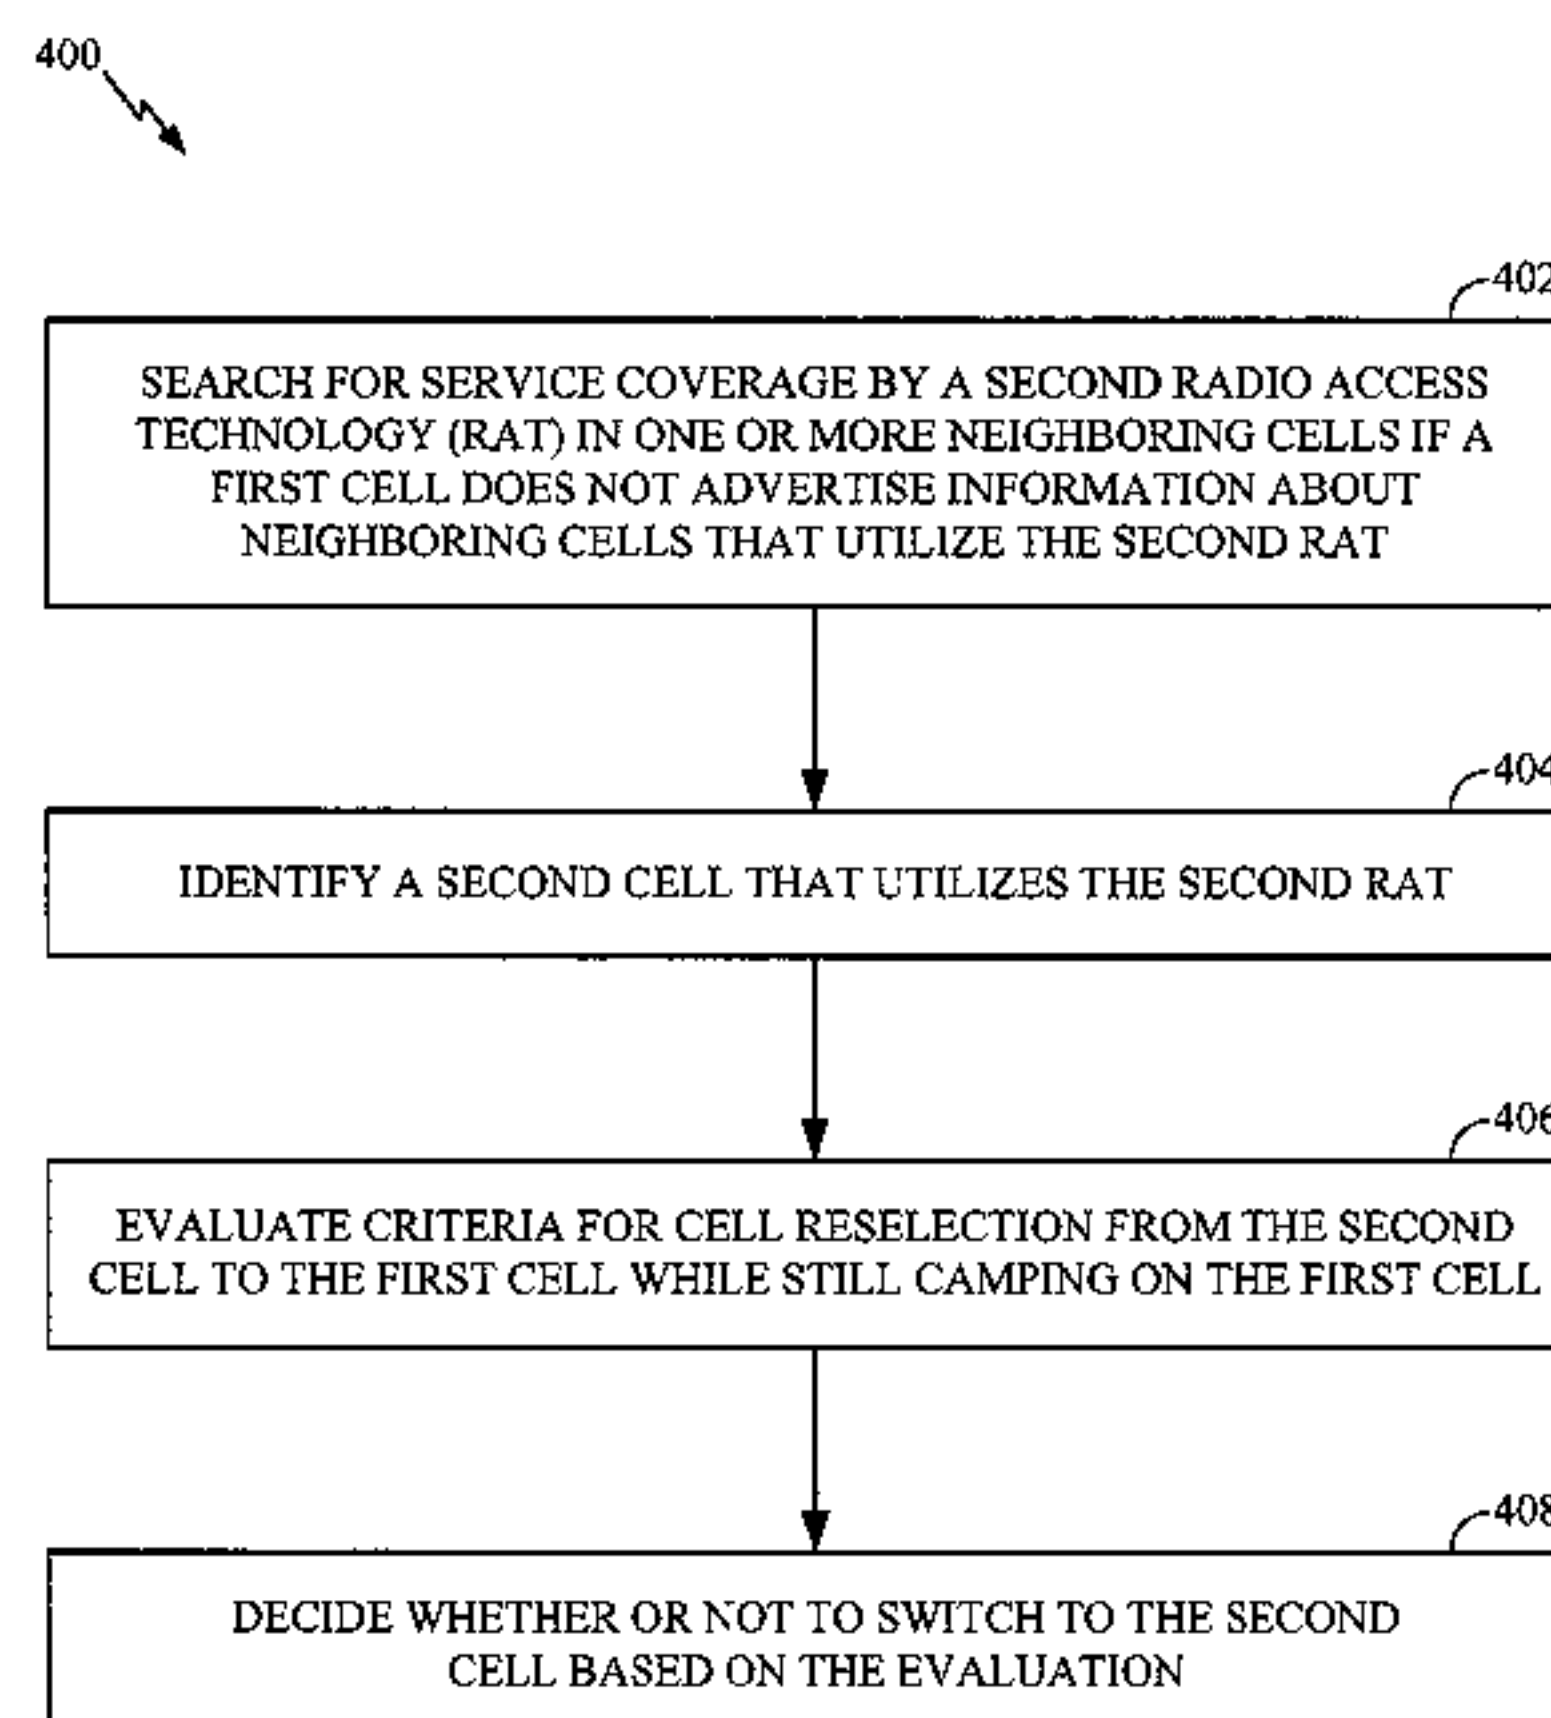 400
402
SEARCH FOR SERVICE COVERAGE BY A SECOND RADIO ACCESS
TECHNOLOGY (RAT) IN ONE OR MORE NEIGHBORING CELLS IF A
FIRST CELL DOES NOT ADVERTISE INFORMATION ABOUT
NEIGHBORING CELLS THAT UTILIZE THE SECOND RAT
404
IDENTIFY A SECOND CELL THAT UTILIZES THE SECOND RAT
406
EVALUATE CRITERIA FOR CELL RESELECTION FROM THE SECOND
CELL TO THE FIRST CELL WHILE STILL CAMPING ON THE FIRST CELL
408
DECIDE WHETHER OR NOT TO SWITCH TO THE SECOND
CELL BASED ON THE EVALUATION